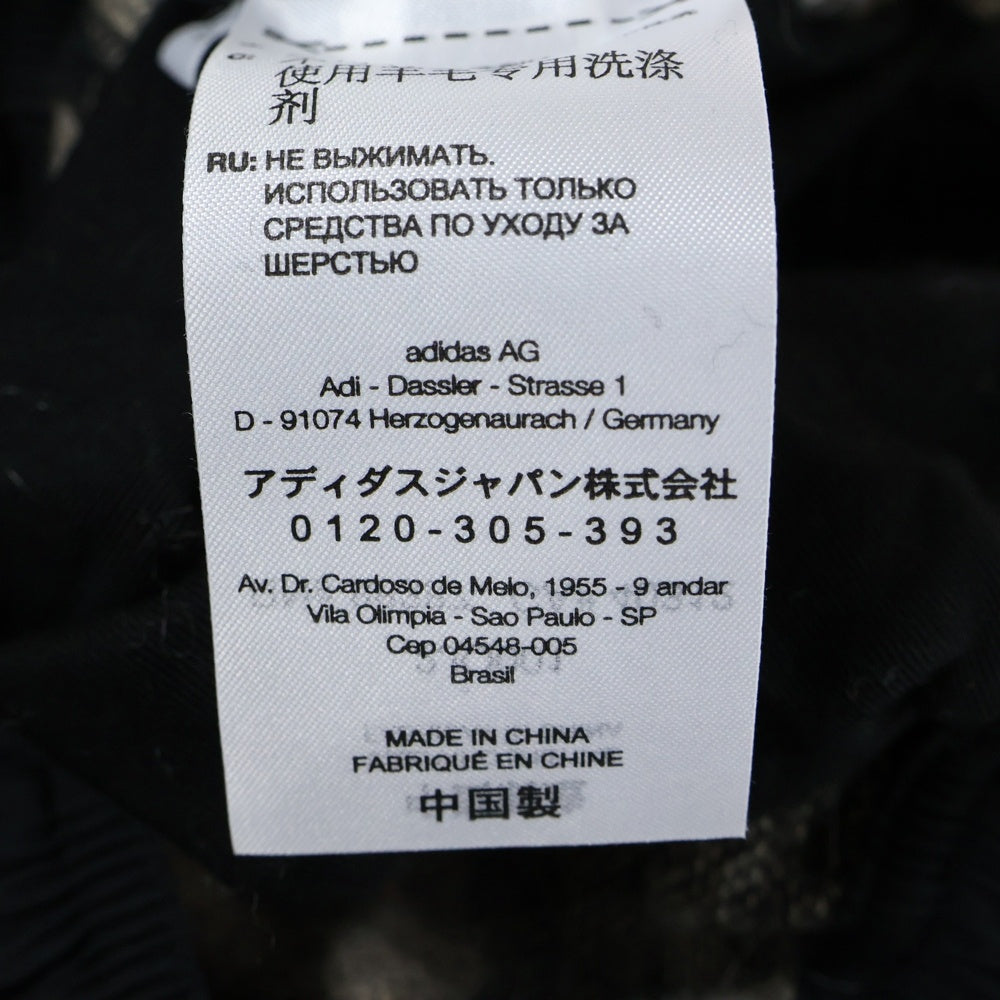 使用羊毛专用洗涤
剂
RU: НЕ ВЫЖИМАТЬ.
ИСПОЛЬЗОВАТЬ ТОЛЬКО
СРЕДСТВА ПО УХОДУ ЗА
ШЕРСТЬЮ
adidas AG
Adi - Dassler - Strasse 1
D - 91074 Herzogenaurach / Germany
アディダスジャパン株式会社
0120-305-393
Av. Dr. Cardoso de Melo, 1955 - 9 andar
Vila Olimpia - Sao Paulo - SP
Cep 04548-005
Brasil
MADE IN CHINA
FABRIQUÉ EN CHINE
中国製